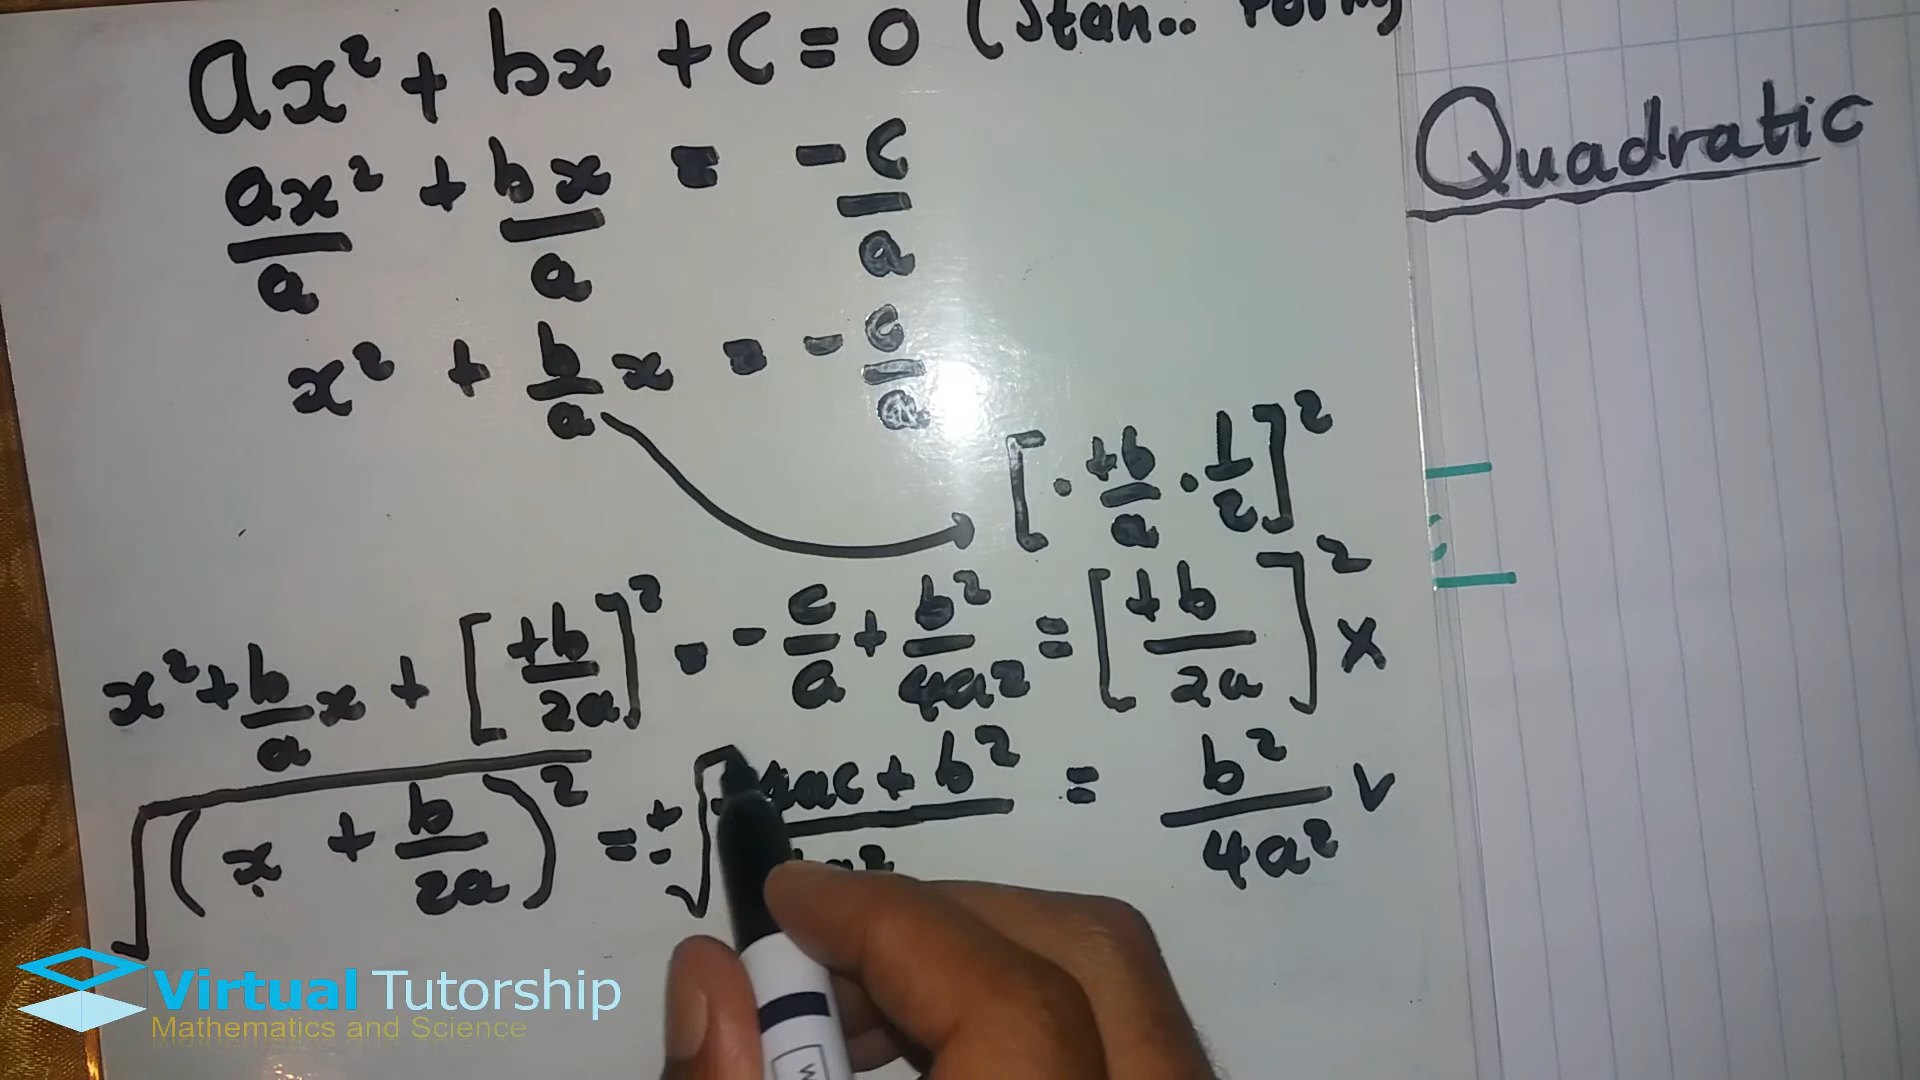 ax² + bx + c = 0 (Stan.. Form)
Quadratic
ax²/a + bx/a = -c/a
x² + b/a x = -c/a
[· +b/a · 1/2]²
x² + b/a x + [+b/2a]² = -c/a + b²/4a² = [+b/2a]² x
√(x + b/2a)² = ±√ 4ac + b² = b²/4a² v
Virtual Tutorship
Mathematics and Science